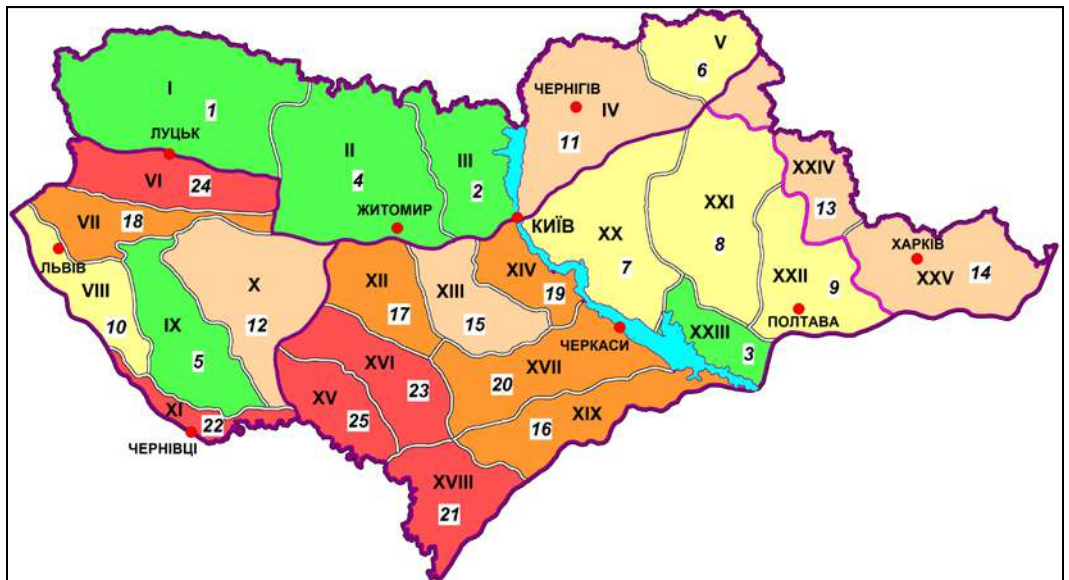 V
6
I
1
ЧЕРНІГІВ
IV
11
ЛУЦЬК
II
4
III
2
XXIV
13
VI
24
ЖИТОМИР
КИЇВ
XXI
8
VII
18
ЛЬВІВ
XX
7
ХАРКІВ
XXV
14
VIII
10
IX
5
X
12
XII
17
XIII
15
XIV
19
XXII
9
ПОЛТАВА
XXIII
3
ЧЕРКАСИ
XVI
23
XVII
20
XV
25
XI
22
ЧЕРНІВЦІ
XIX
16
XVIII
21